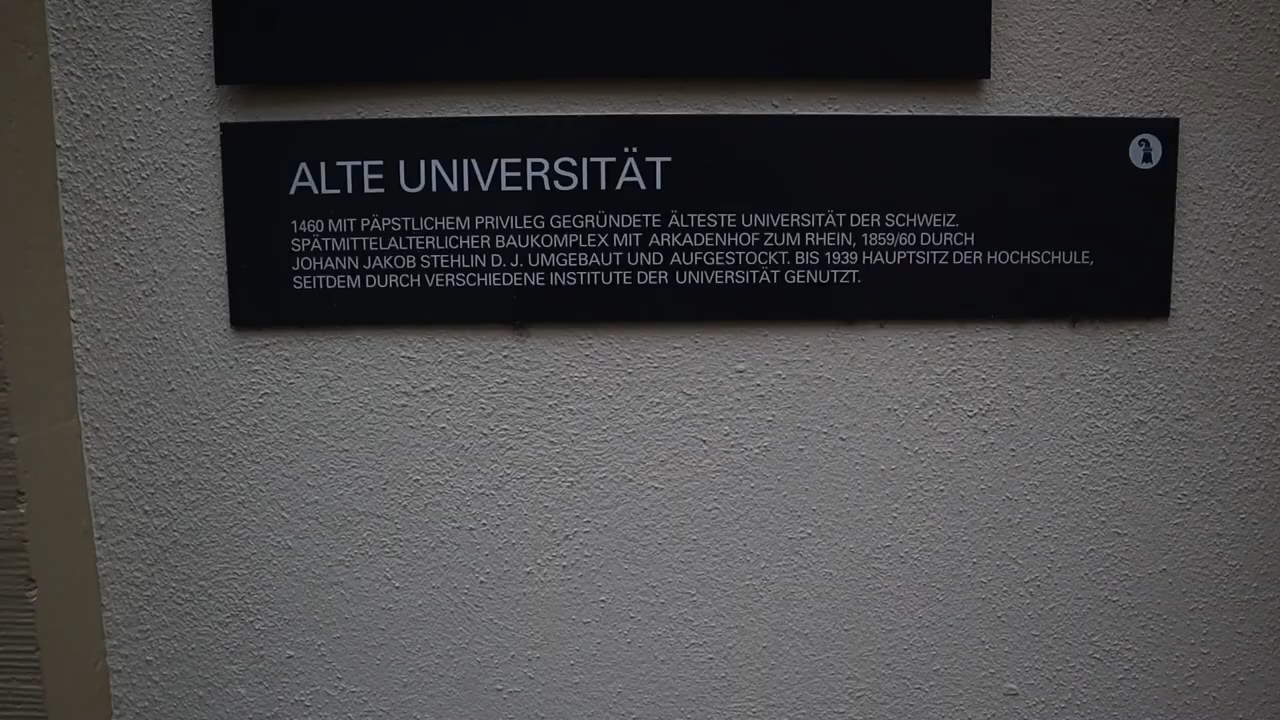 ALTE UNIVERSITÄT
1460 MIT PÄPSTLICHEM PRIVILEG GEGRÜNDETE ÄLTESTE UNIVERSITÄT DER SCHWEIZ.
SPÄTMITTELALTERLICHER BAUKOMPLEX MIT ARKADENHOF ZUM RHEIN, 1859/60 DURCH
JOHANN JAKOB STEHLIN D. J. UMGEBAUT UND AUFGESTOCKT. BIS 1939 HAUPTSITZ DER HOCHSCHULE,
SEITDEM DURCH VERSCHIEDENE INSTITUTE DER UNIVERSITÄT GENUTZT.